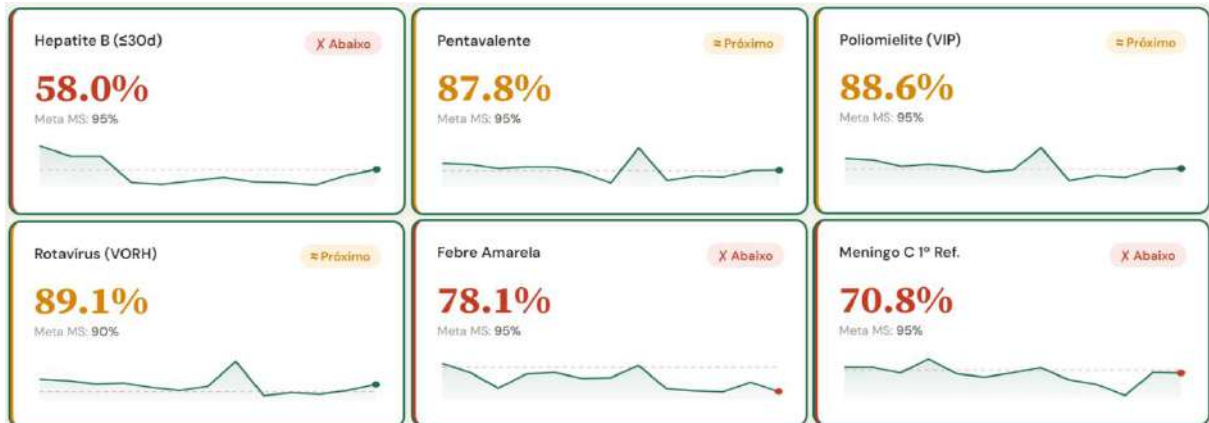 Hepatite B (≤30d)
✗ Abaixo
58.0%
Meta MS: 95%
Pentavalente
≈ Próximo
87.8%
Meta MS: 95%
Poliomielite (VIP)
≈ Próximo
88.6%
Meta MS: 95%
Rotavírus (VORH)
≈ Próximo
89.1%
Meta MS: 90%
Febre Amarela
✗ Abaixo
78.1%
Meta MS: 95%
Meningo C 1º Ref.
✗ Abaixo
70.8%
Meta MS: 95%